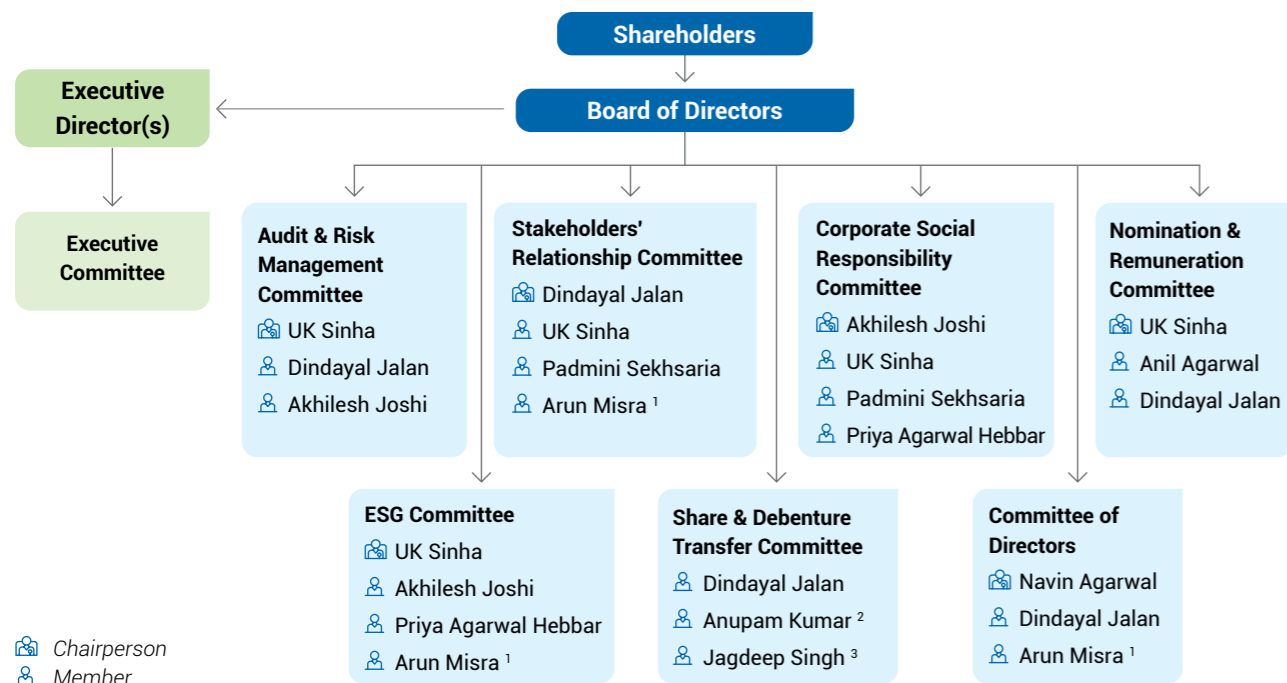 Shareholders
Board of Directors
Executive
Director(s)
Executive
Committee
Audit & Risk
Management
Committee
UK Sinha
Dindayal Jalan
Akhilesh Joshi
Stakeholders'
Relationship Committee
Dindayal Jalan
UK Sinha
Padmini Sekhsaria
Arun Misra ¹
Corporate Social
Responsibility
Committee
Akhilesh Joshi
UK Sinha
Padmini Sekhsaria
Priya Agarwal Hebbar
Nomination &
Remuneration
Committee
UK Sinha
Anil Agarwal
Dindayal Jalan
ESG Committee
UK Sinha
Akhilesh Joshi
Priya Agarwal Hebbar
Arun Misra ¹
Share & Debenture
Transfer Committee
Dindayal Jalan
Anupam Kumar ²
Jagdeep Singh ³
Committee of
Directors
Navin Agarwal
Dindayal Jalan
Arun Misra ¹
Chairperson
Member